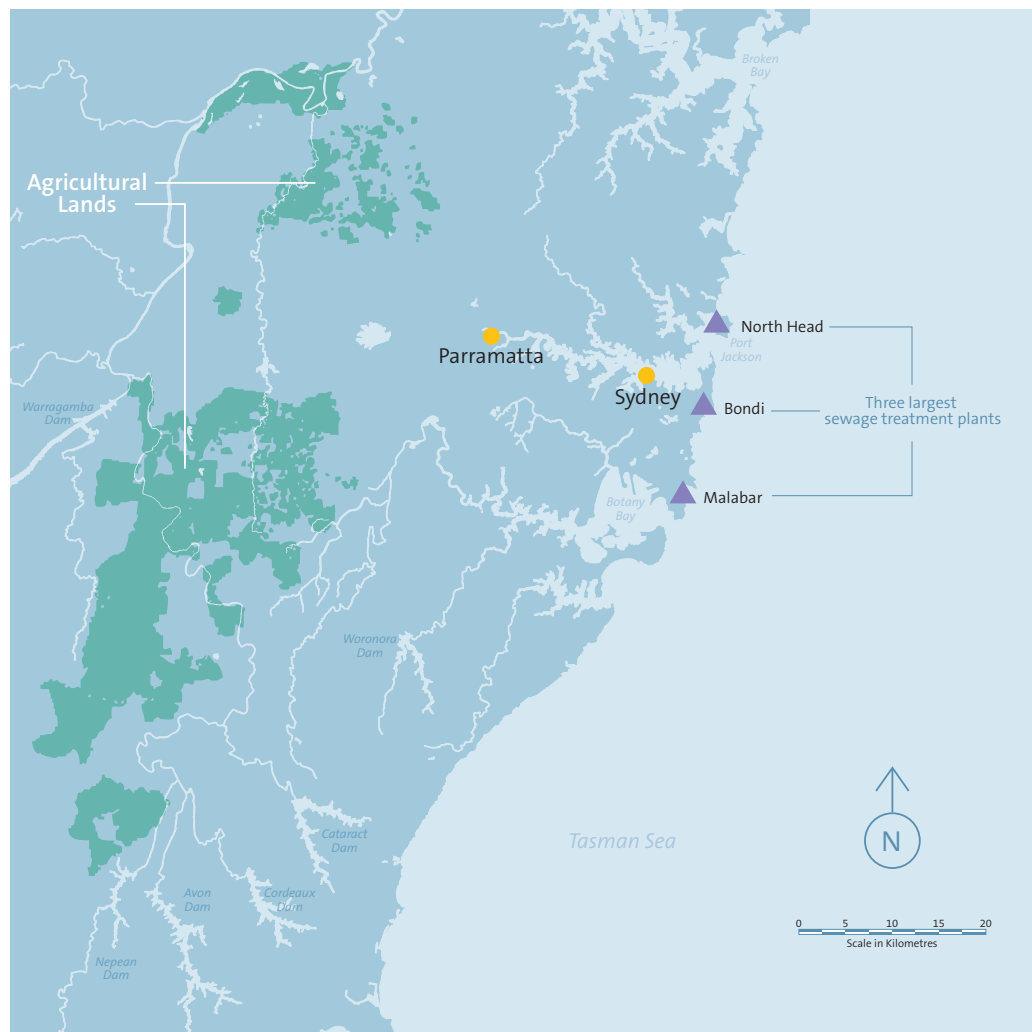 Broken
Bay
Agricultural
Lands
North Head
Port
Jackson
Parramatta
Sydney
Bondi
Three largest
sewage treatment plants
Warragamba
Dam
Malabar
Botany
Bay
Woronora
Dam
Tasman Sea
N
Cataract
Dam
Avon
Dam
Cordeaux
Dam
Nepean
Dam
0 5 10 15 20
Scale in Kilometres